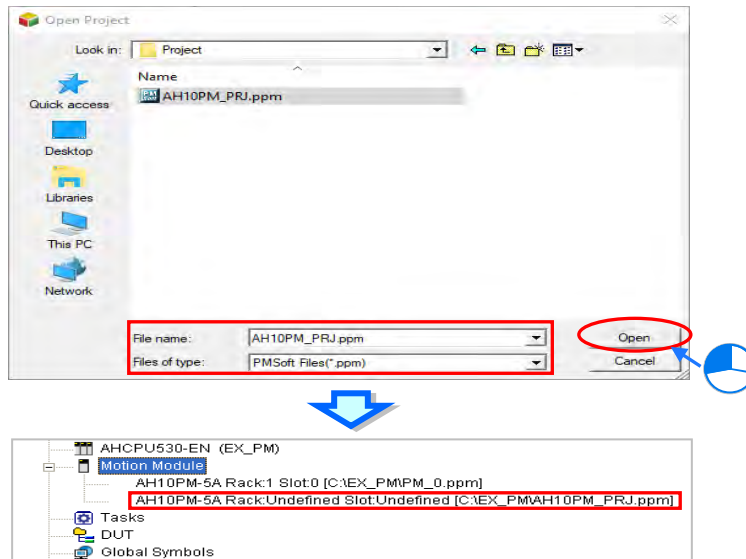 Open Project
Look in: Project
Name
AH10PM_PRJ.ppm
Quick access
Desktop
Libraries
This PC
Network
File name: AH10PM_PRJ.ppm Open
Files of type: PMSoft Files(*.ppm) Cancel
AHCPU530-EN (EX_PM)
Motion Module
AH10PM-5A Rack:1 Slot:0 [C:\EX_PM\PM_0.ppm]
AH10PM-5A Rack:Undefined Slot:Undefined [C:\EX_PM\AH10PM_PRJ.ppm]
Tasks
DUT
Global Symbols